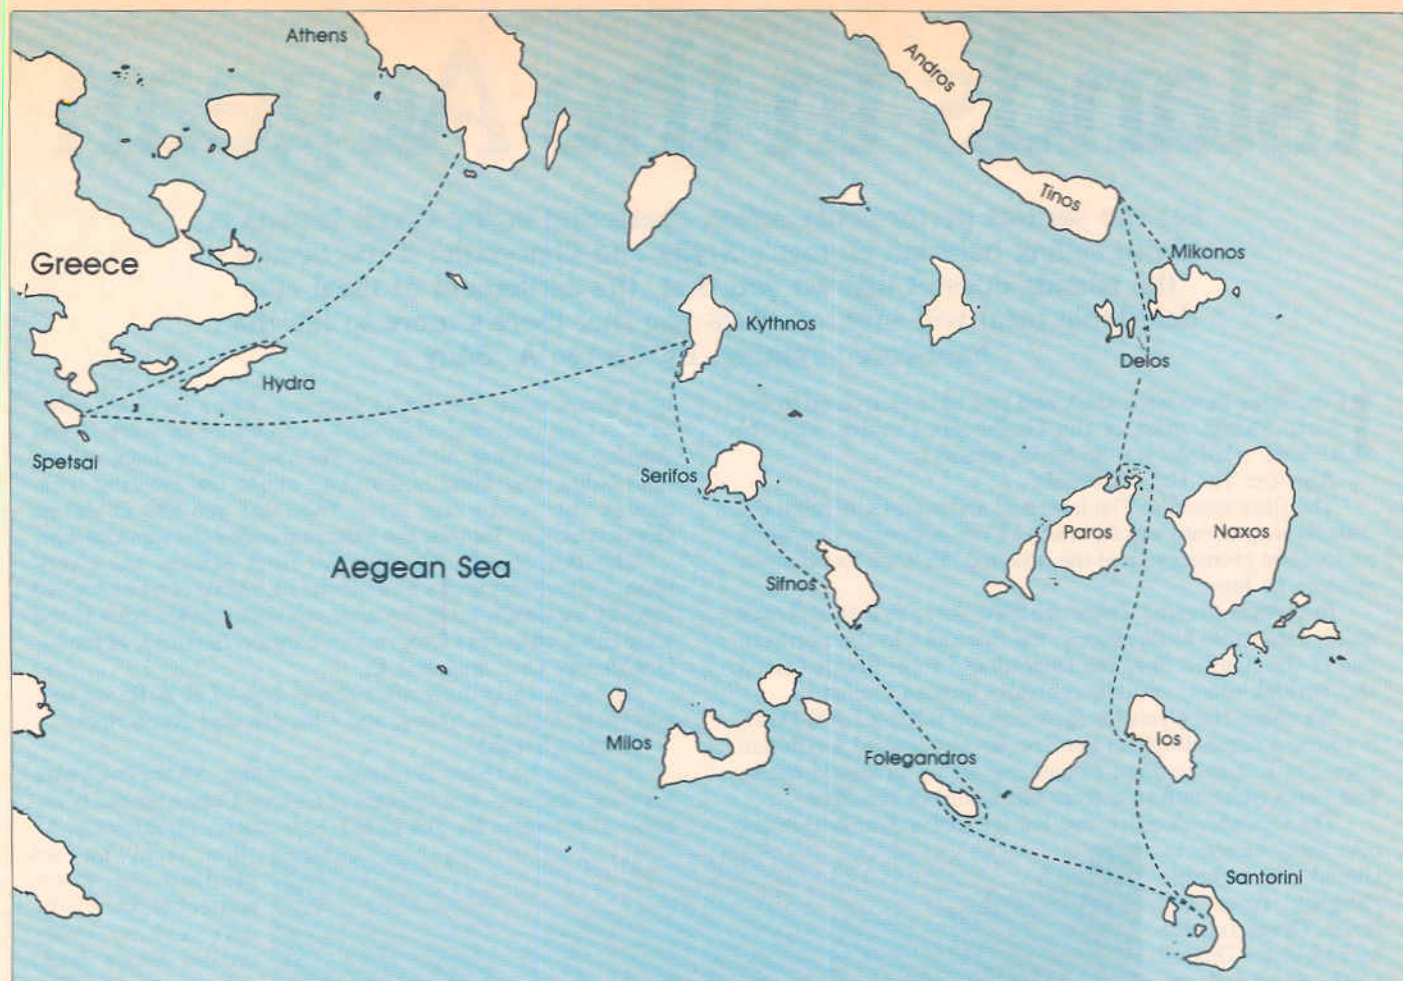 Athens
Andros
Tinos
Mikonos
Greece
Kythnos
Delos
Hydra
Spetsai
Serifos
Paros
Naxos
Aegean Sea
Sifnos
Milos
Ios
Folegandros
Santorini